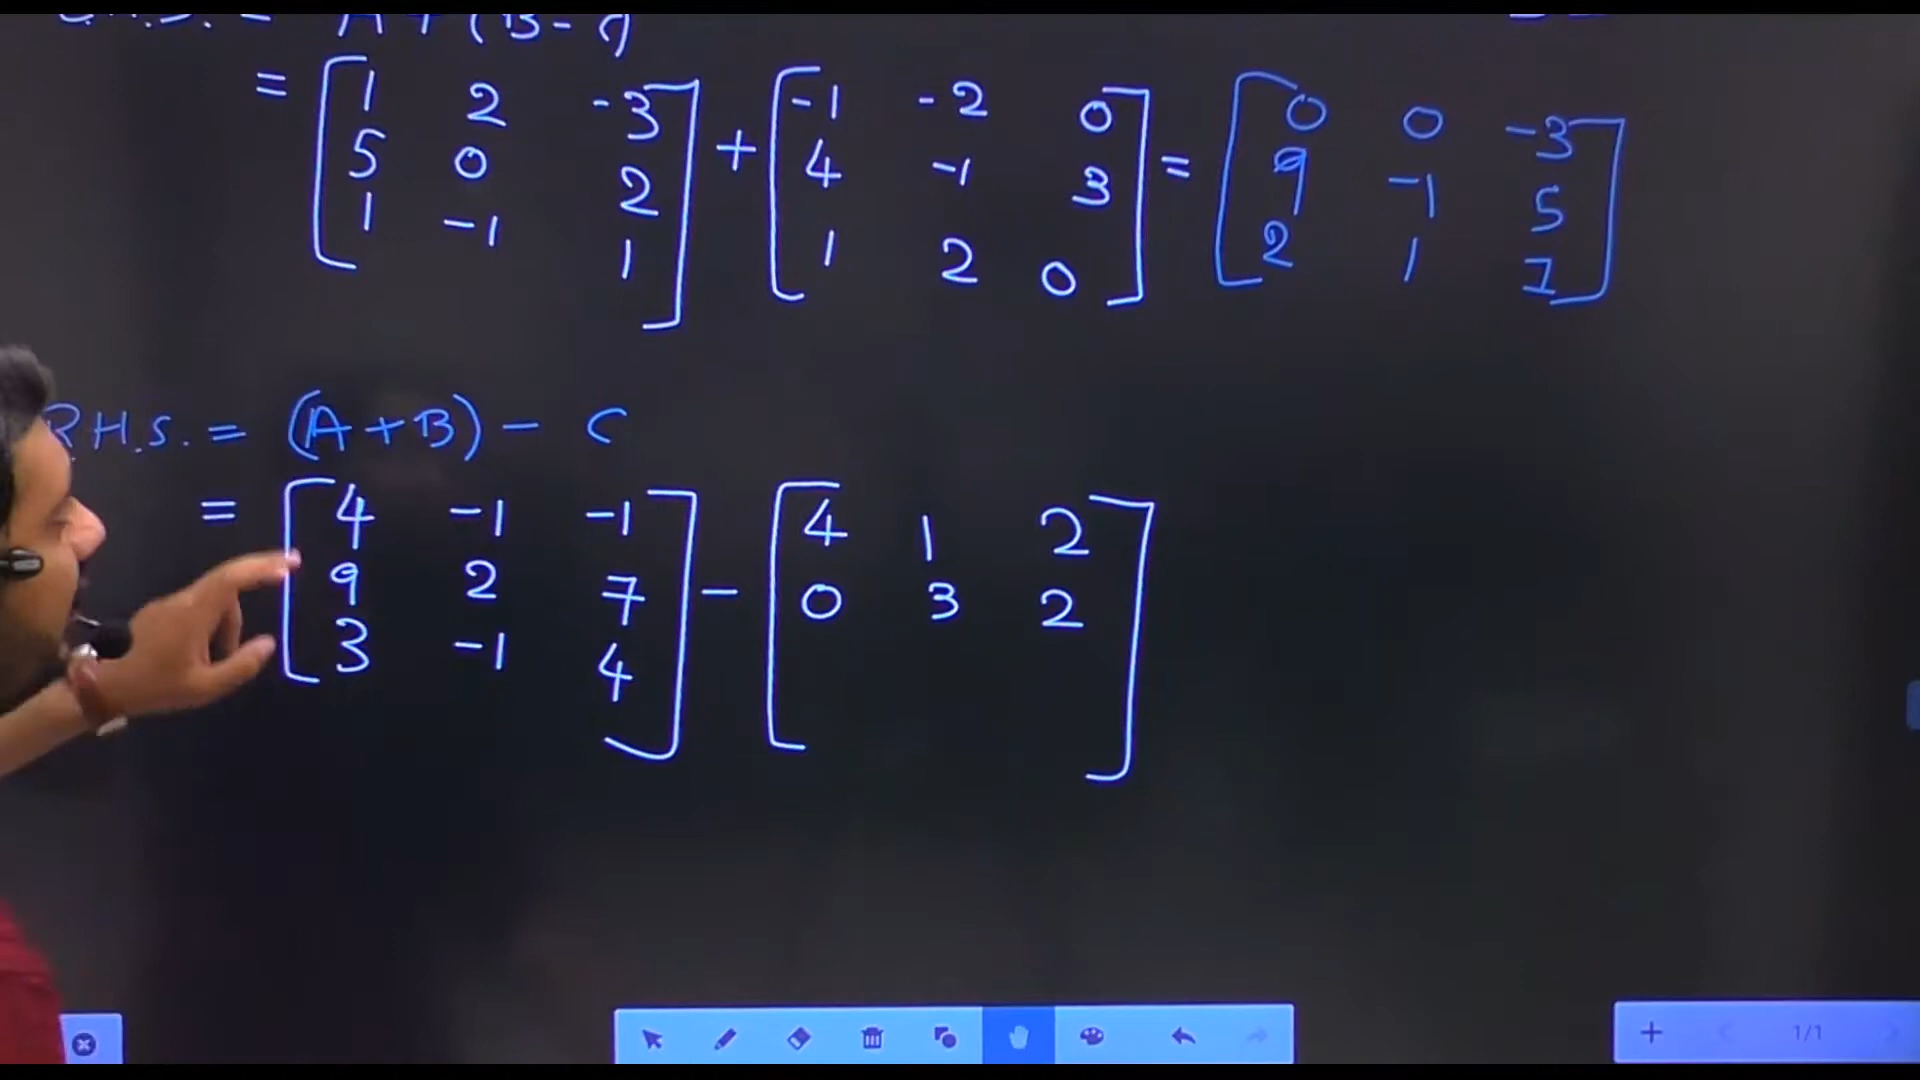 = A + (B - C)
= [ 1 2 -3 ] + [ -1 -2 0 ] = [ 0 0 -3 ]
5 0 2 4 -1 3 9 -1 5
1 -1 1 1 2 0 2 1 1
R.H.S. = (A + B) - C
= [ 4 -1 -1 ] - [ 4 1 2 ]
9 2 7 0 3 2
3 -1 4
1/1